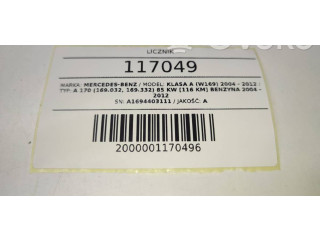 LICZNIK
117049
MARKA: MERCEDES-BENZ / MODEL: KLASA A (W169) 2004 - 2012 /
TYP: A 170 (169.032, 169.332) 85 KW (116 KM) BENZYNA 2004 -
2012
SN: A1694403111 / JAKOŚĆ: A
2000001170496